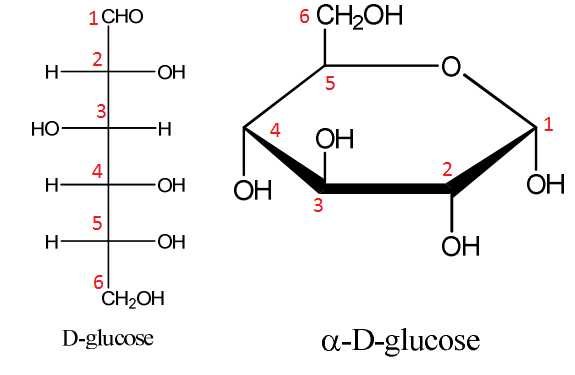 1 CHO
2
H OH
3
HO H
4
H OH
5
H OH
6
CH₂OH
D-glucose
6 CH₂OH
5 O
4 1
OH
2
OH 3 OH
OH
α-D-glucose